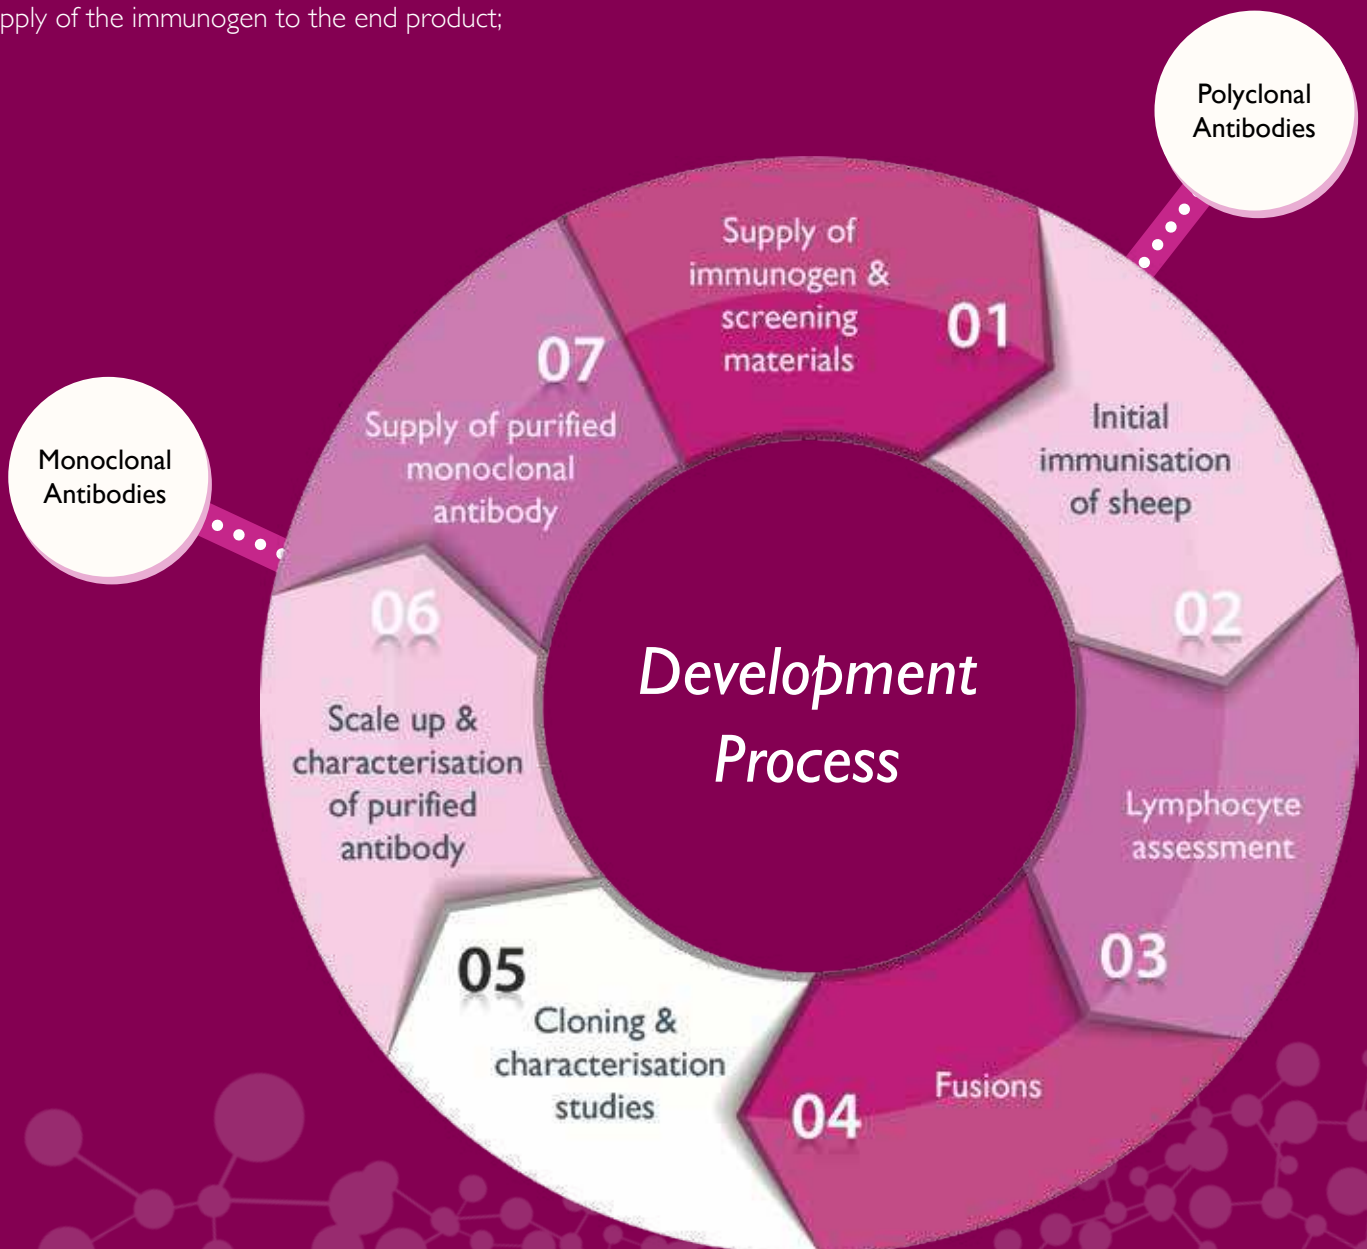 pply of the immunogen to the end product;
Polyclonal
Antibodies
Supply of
immunogen &
screening
materials
01
Initial
immunisation
of sheep
02
Lymphocyte
assessment
03
Fusions
04
05
Cloning &
characterisation
studies
06
Scale up &
characterisation
of purified
antibody
07
Supply of purified
monoclonal
antibody
Monoclonal
Antibodies
Development
Process